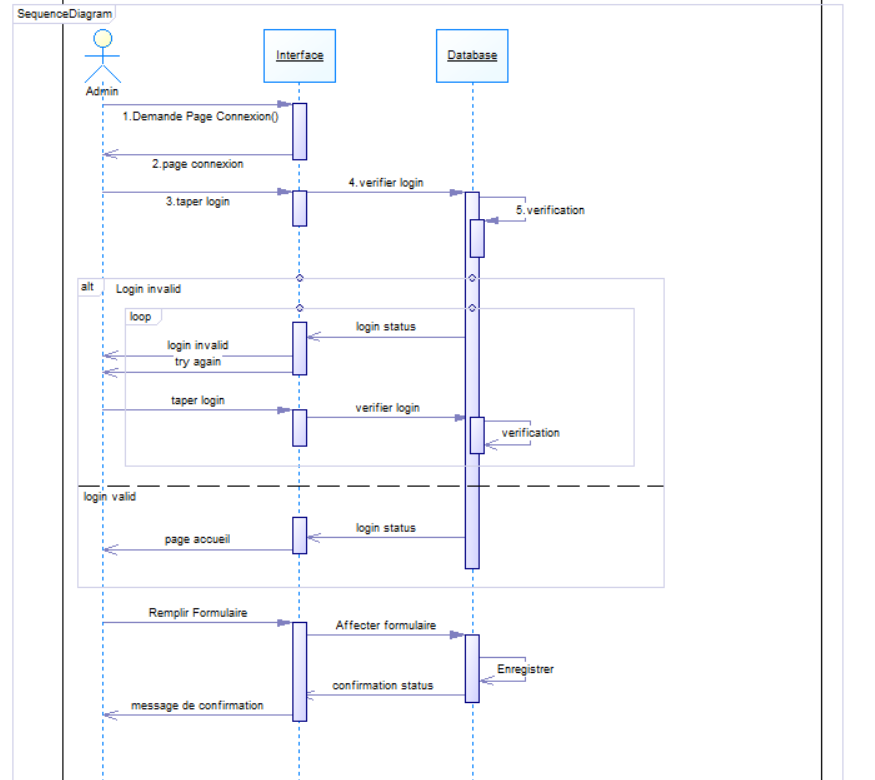 SequenceDiagram
Interface
Database
Admin
1.Demande Page Connexion()
2.page connexion
4.verifier login
3.taper login
5.verification
alt
Login invalid
loop
login status
login invalid
try again
taper login
verifier login
verification
login valid
login status
page accueil
Remplir Formulaire
Affecter formulaire
Enregistrer
confirmation status
message de confirmation